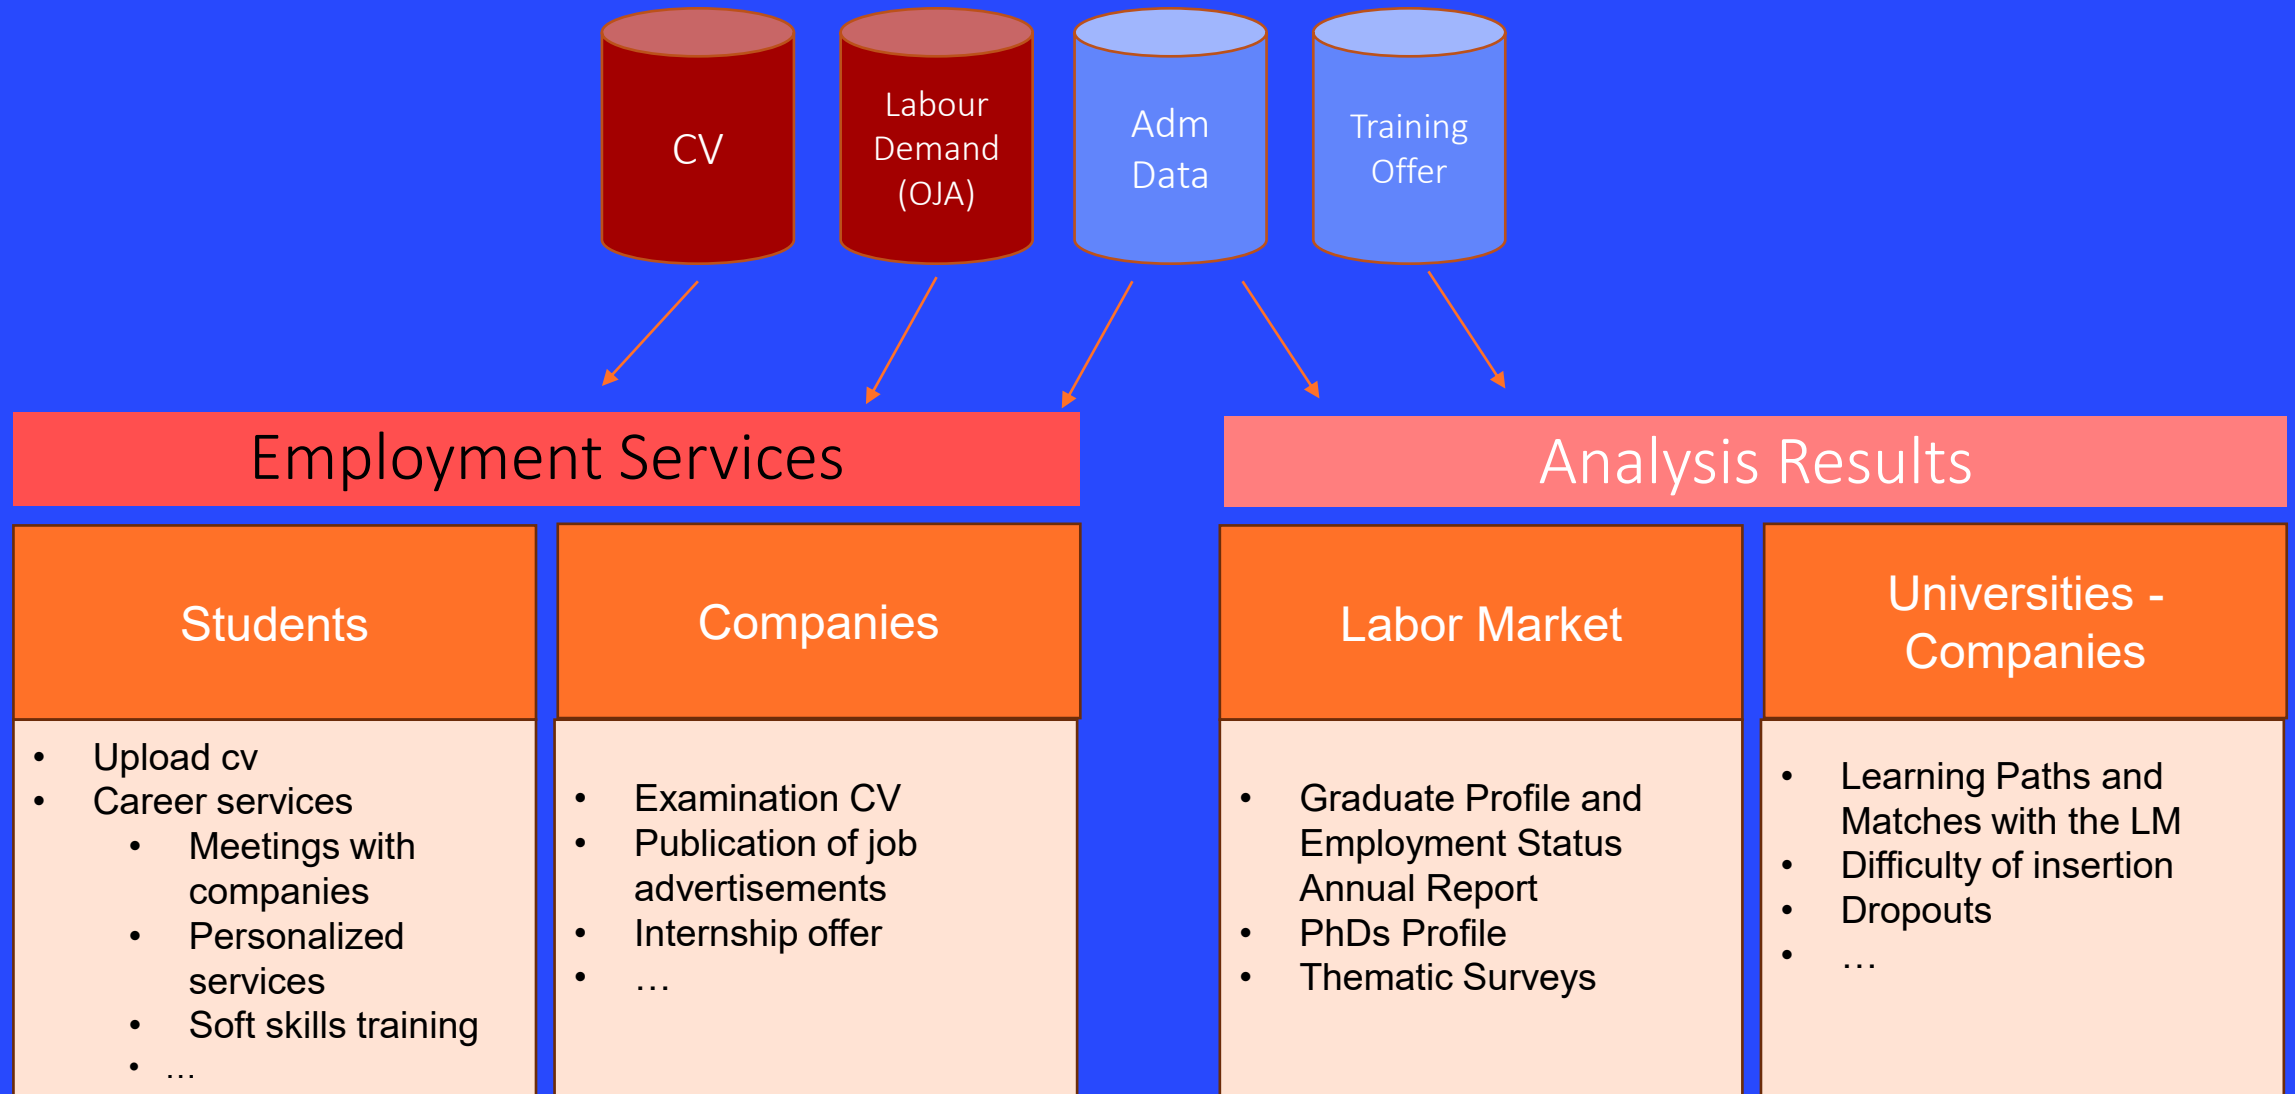 CV
Labour
Demand
(OJA)
Adm
Data
Training
Offer
Employment Services
Analysis Results
Students
Companies
Labor Market
Universities -
Companies
• Upload cv
• Career services
• Meetings with
companies
• Personalized
services
• Soft skills training
• ...
• Examination CV
• Publication of job
advertisements
• Internship offer
• …
• Graduate Profile and
Employment Status
Annual Report
• PhDs Profile
• Thematic Surveys
• Learning Paths and
Matches with the LM
• Difficulty of insertion
• Dropouts
• …